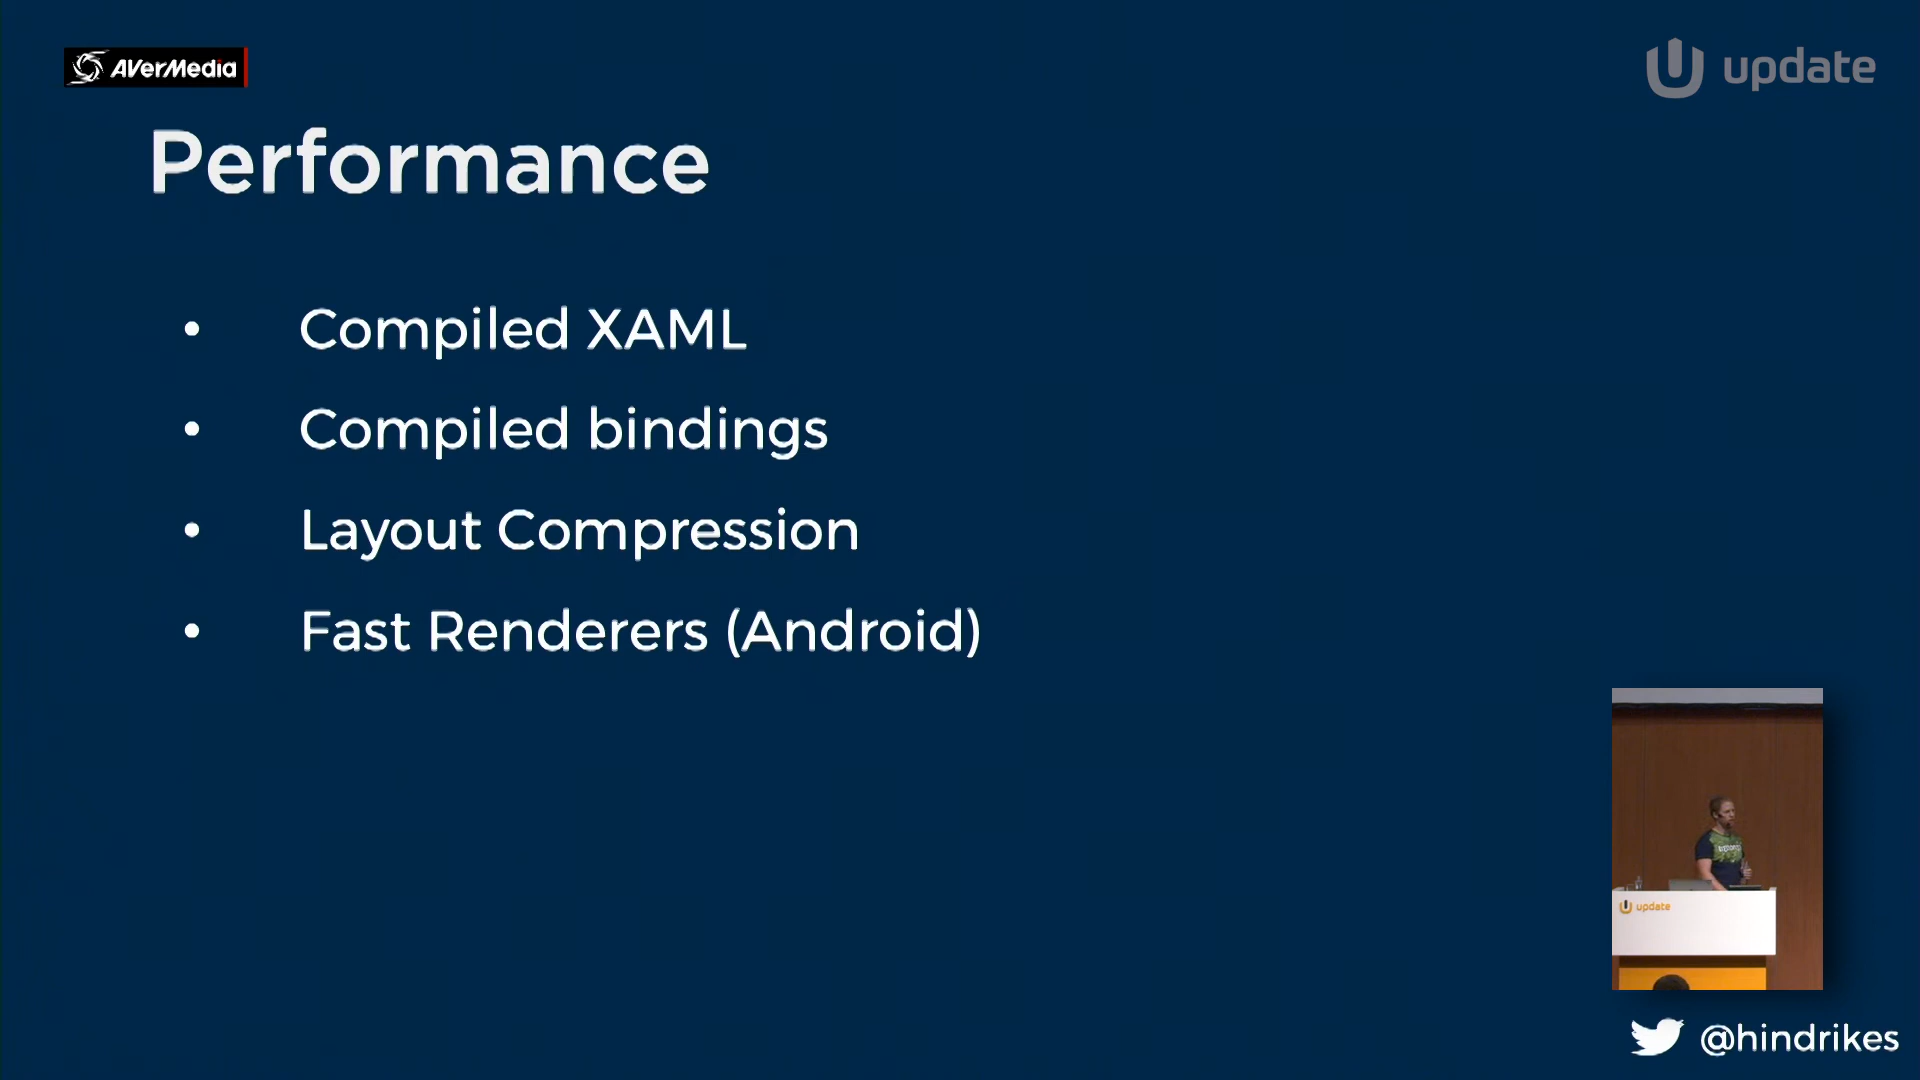 AVerMedia
update
Performance
• Compiled XAML
• Compiled bindings
• Layout Compression
• Fast Renderers (Android)
update
@hindrikes